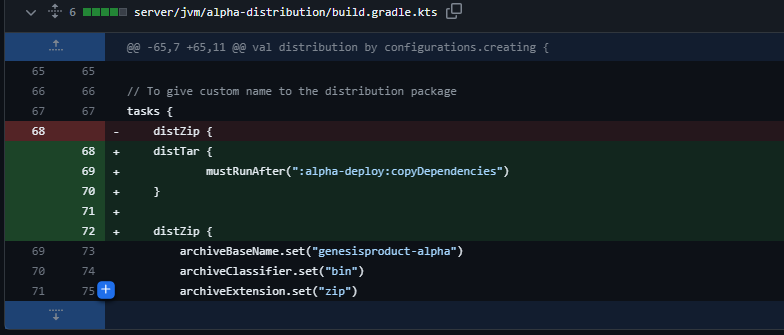 6 server/jvm/alpha-distribution/build.gradle.kts
@@ -65,7 +65,11 @@ val distribution by configurations.creating {
65 65
66 66 // To give custom name to the distribution package
67 67 tasks {
68 - distZip {
68 + distTar {
69 + mustRunAfter(":alpha-deploy:copyDependencies")
70 + }
71 +
72 + distZip {
69 73 archiveBaseName.set("genesisproduct-alpha")
70 74 archiveClassifier.set("bin")
71 75 archiveExtension.set("zip")